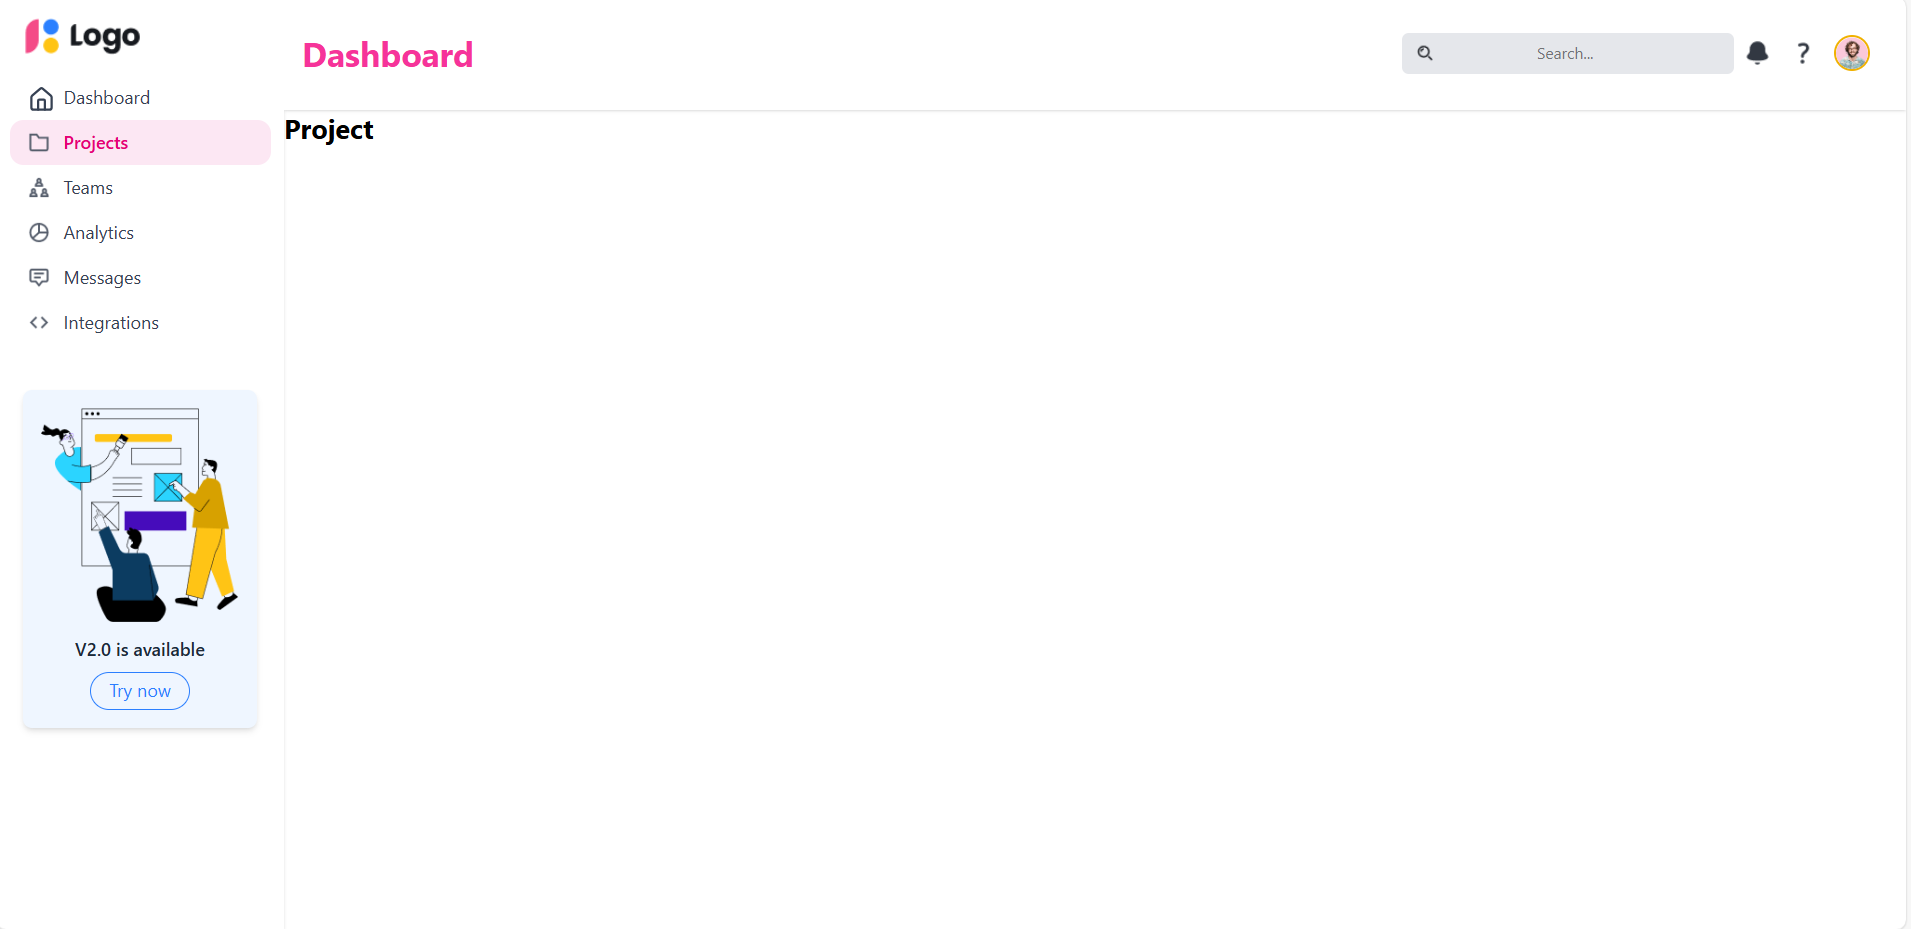 Logo
Dashboard
Projects
Teams
Analytics
Messages
Integrations
V2.0 is available
Try now
Dashboard
Search...
?
Project